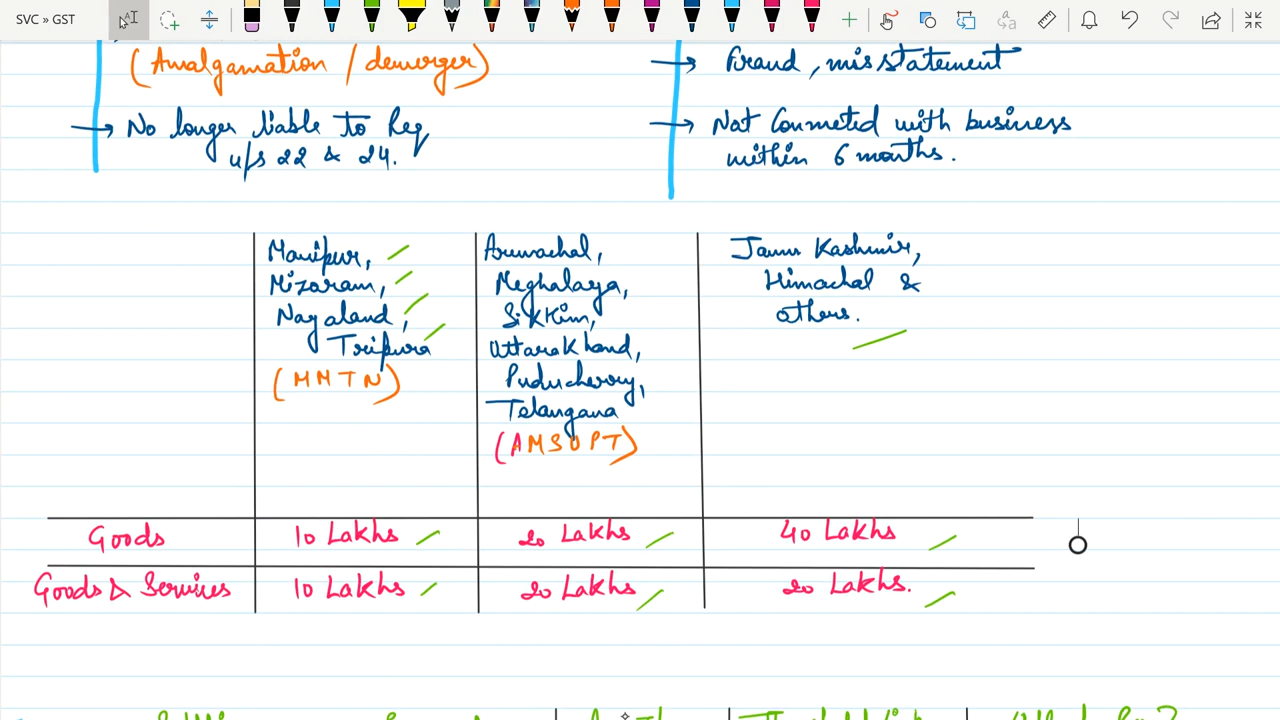 SVC » GST
(Amalgamation / demerger)
→ No longer liable to Reg
u/s 22 & 24.
→ Fraud, misstatement
→ Not Conmeted with business
within 6 months.
Manipur,
Mizoram,
Nagaland,
Tripura
(MMTN)
Arunachal,
Meghalaya,
Sikkim,
Uttarakhand,
Puducherry,
Telangana
(AMSUPT)
Jammu Kashmir,
Himachal &
others.
Goods 10 Lakhs 20 Lakhs 40 Lakhs
Goods & Services 10 Lakhs 20 Lakhs 20 Lakhs.